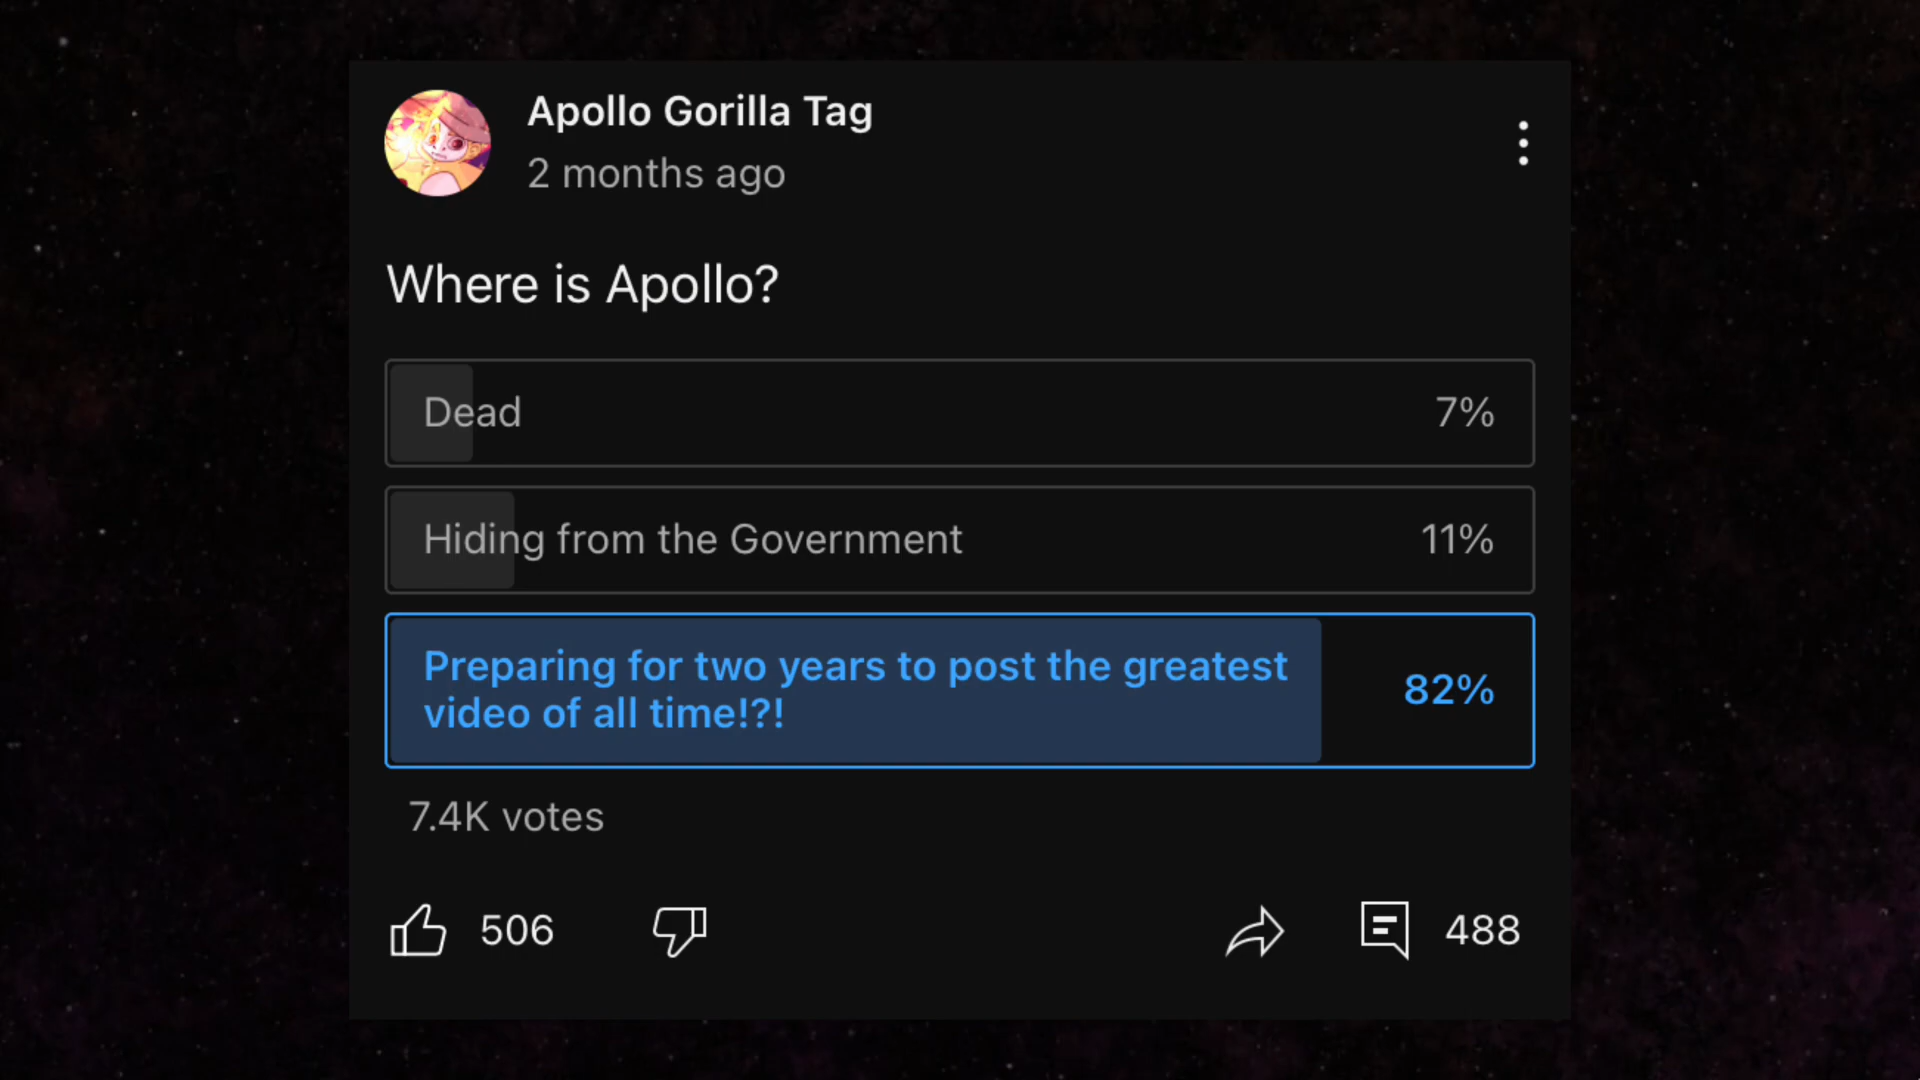 Apollo Gorilla Tag
2 months ago
Where is Apollo?
Dead 7%
Hiding from the Government 11%
Preparing for two years to post the greatest
video of all time!?! 82%
7.4K votes
506 488